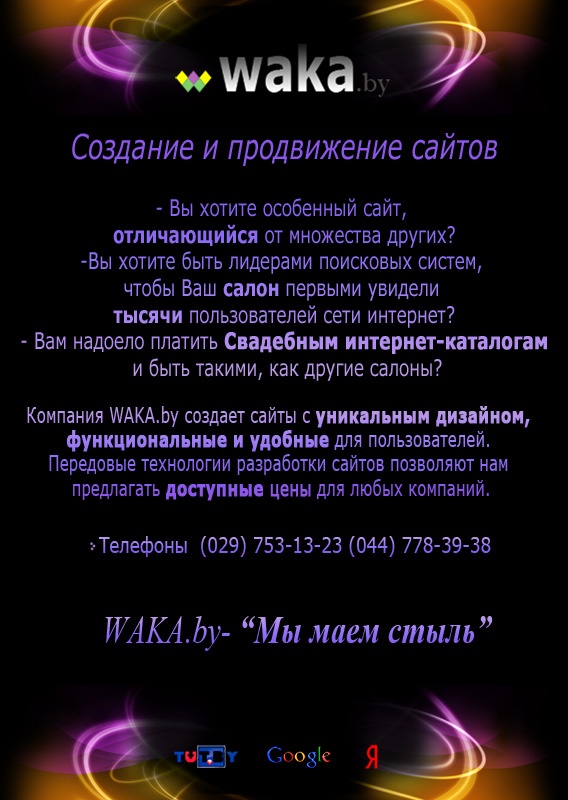 waka.by
Создание и продвижение сайтов
- Вы хотите особенный сайт,
отличающийся от множества других?
-Вы хотите быть лидерами поисковых систем,
чтобы Ваш салон первыми увидели
тысячи пользователей сети интернет?
- Вам надоело платить Свадебным интернет-каталогам
и быть такими, как другие салоны?
Компания WAKA.by создает сайты с уникальным дизайном,
функциональные и удобные для пользователей.
Передовые технологии разработки сайтов позволяют нам
предлагать доступные цены для любых компаний.
Телефоны (029) 753-13-23 (044) 778-39-38
WAKA.by- “Мы маем стыль”
TUT.BY Google Я